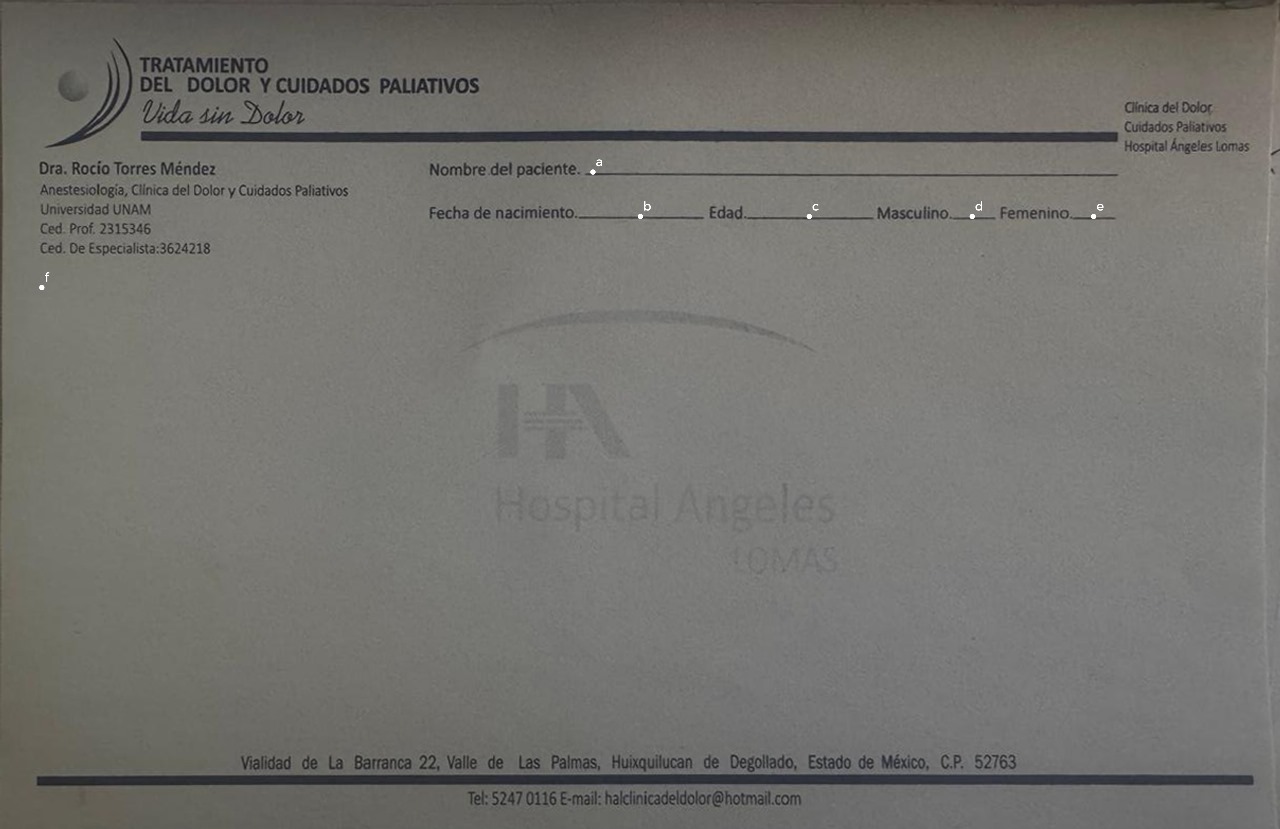 TRATAMIENTO
DEL DOLOR Y CUIDADOS PALIATIVOS
Vida sin Dolor
Clínica del Dolor,
Cuidados Paliativos
Hospital Ángeles Lomas
Dra. Rocío Torres Méndez
Anestesiología, Clínica del Dolor y Cuidados Paliativos
Universidad UNAM
Ced. Prof. 2315346
Ced. De Especialista:3624218
Nombre del paciente. a
Fecha de nacimiento. b Edad. c Masculino. d Femenino. e
f
HA
Hospital Angeles
LOMAS
Vialidad de La Barranca 22, Valle de Las Palmas, Huixquilucan de Degollado, Estado de México, C.P. 52763
Tel: 5247 0116 E-mail: halclinicadeldolor@hotmail.com